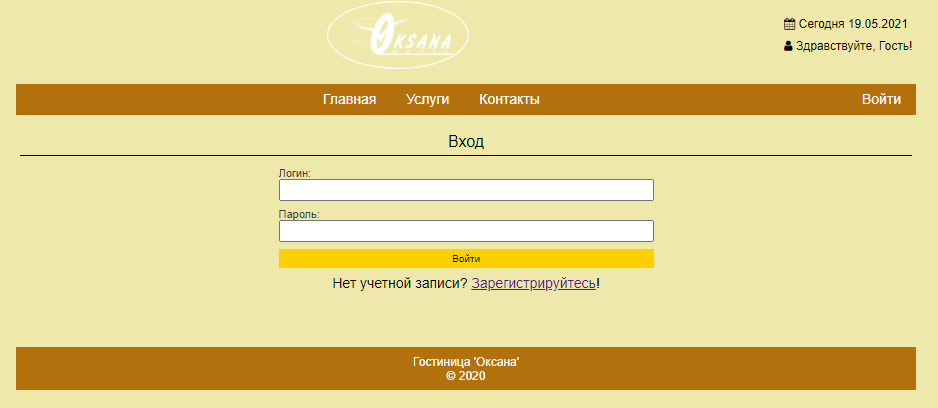 Oksana
Сегодня 19.05.2021
Здравствуйте, Гость!
Главная Услуги Контакты Войти
Вход
Логин:
Пароль:
Войти
Нет учетной записи? Зарегистрируйтесь!
Гостиница 'Оксана'
© 2020